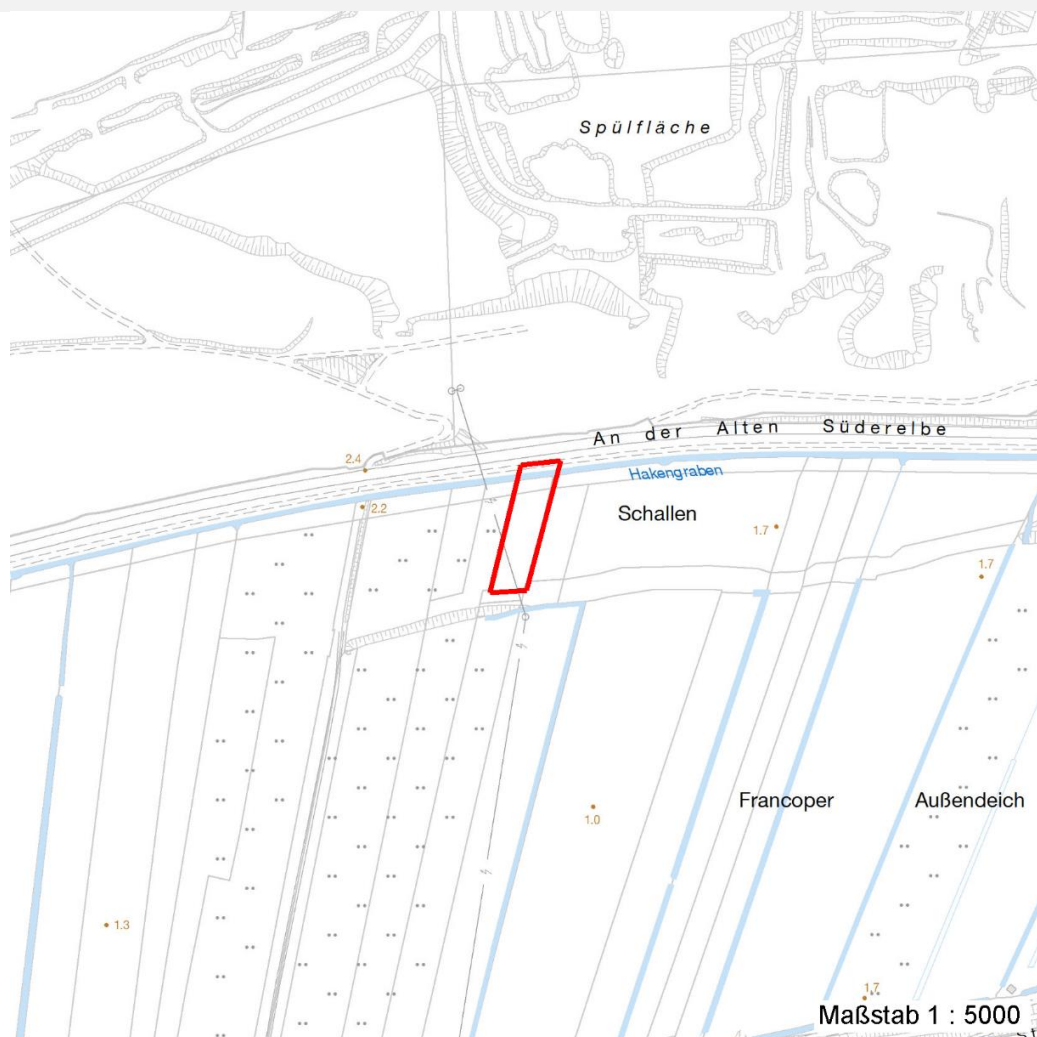 Spülfläche
An der Alten Süderelbe
2.4
Hakengraben
2.2
Schallen
1.7
1.7
Francoper Außendeich
1.0
1.3
1.7
Maßstab 1 : 5000